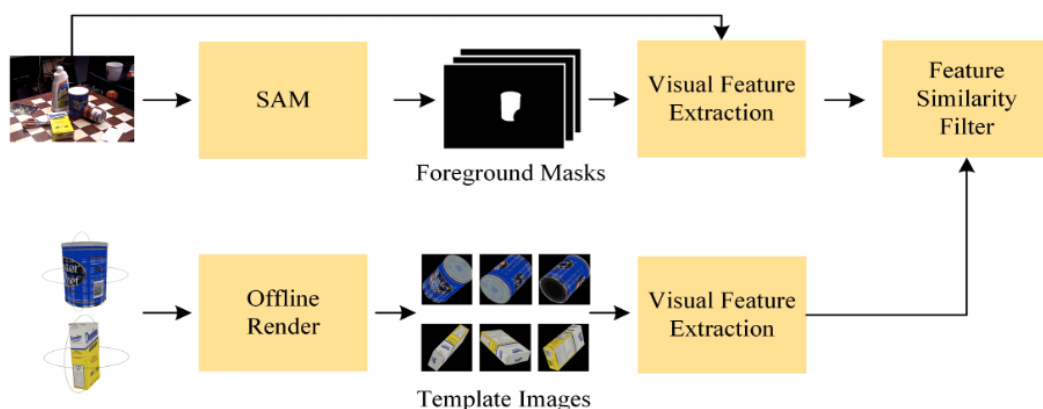 SAM
Visual Feature
Extraction
Feature
Similarity
Filter
Foreground Masks
Offline
Render
Visual Feature
Extraction
Template Images